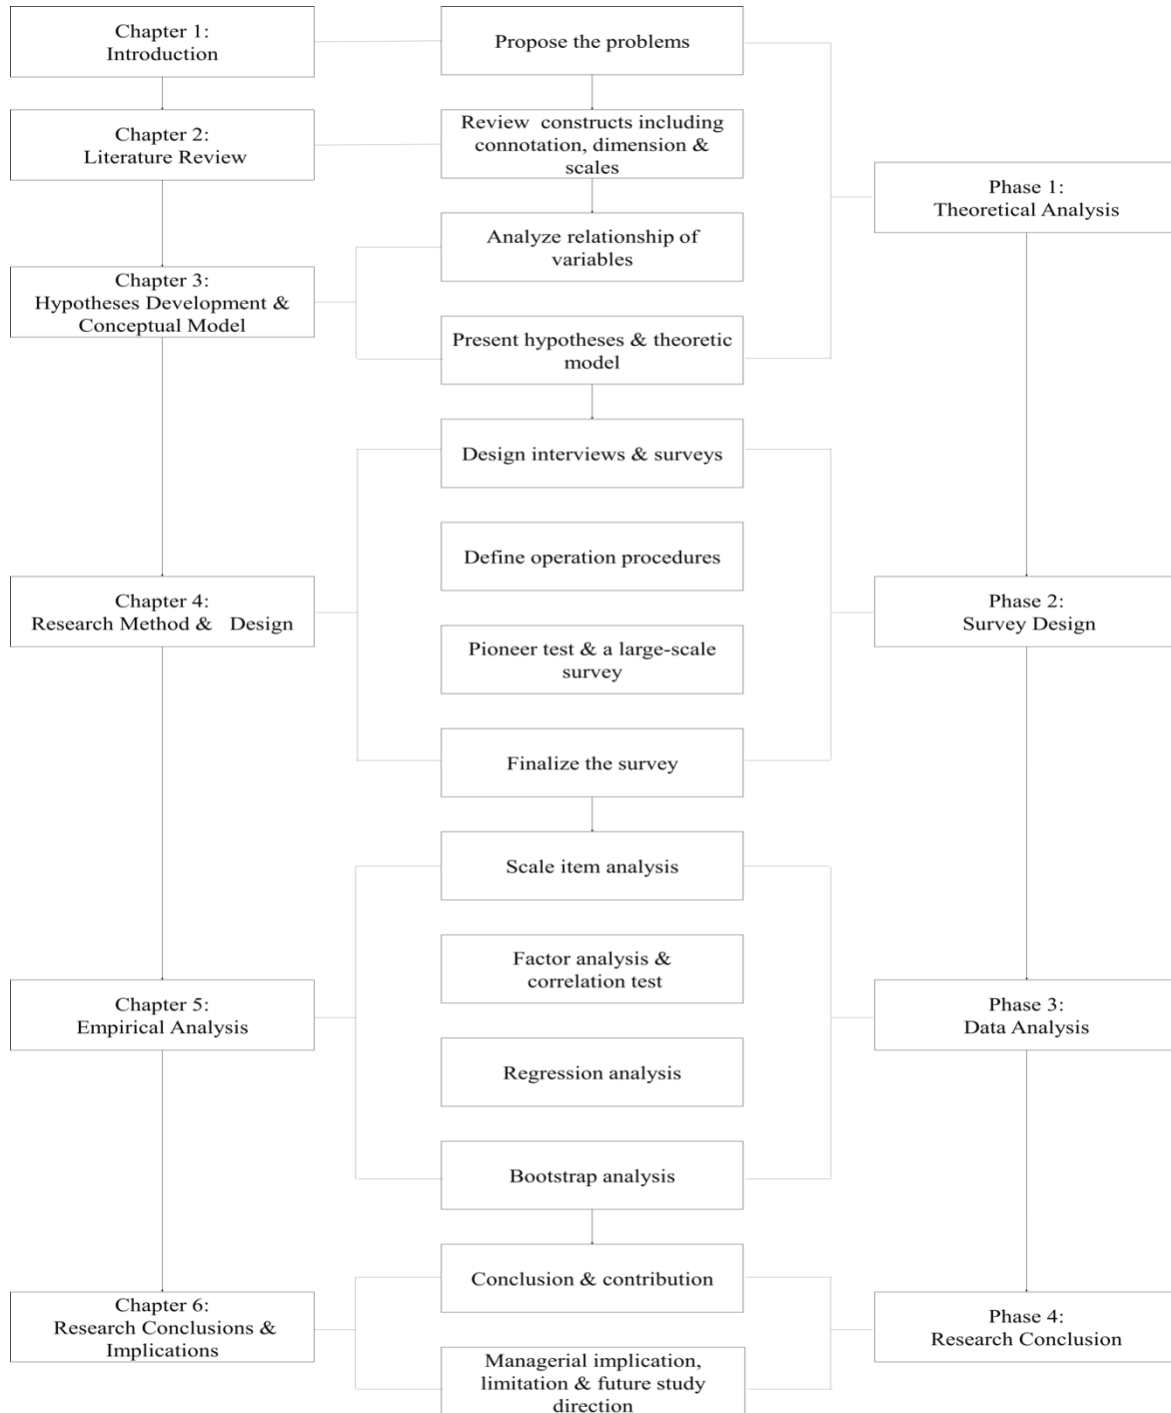 Chapter 1:
Introduction
Propose the problems
Chapter 2:
Literature Review
Review constructs including
connotation, dimension &
scales
Phase 1:
Theoretical Analysis
Analyze relationship of
variables
Chapter 3:
Hypotheses Development &
Conceptual Model
Present hypotheses & theoretic
model
Design interviews & surveys
Define operation procedures
Chapter 4:
Research Method & Design
Phase 2:
Survey Design
Pioneer test & a large-scale
survey
Finalize the survey
Scale item analysis
Factor analysis &
correlation test
Chapter 5:
Empirical Analysis
Phase 3:
Data Analysis
Regression analysis
Bootstrap analysis
Conclusion & contribution
Chapter 6:
Research Conclusions &
Implications
Phase 4:
Research Conclusion
Managerial implication,
limitation & future study
direction